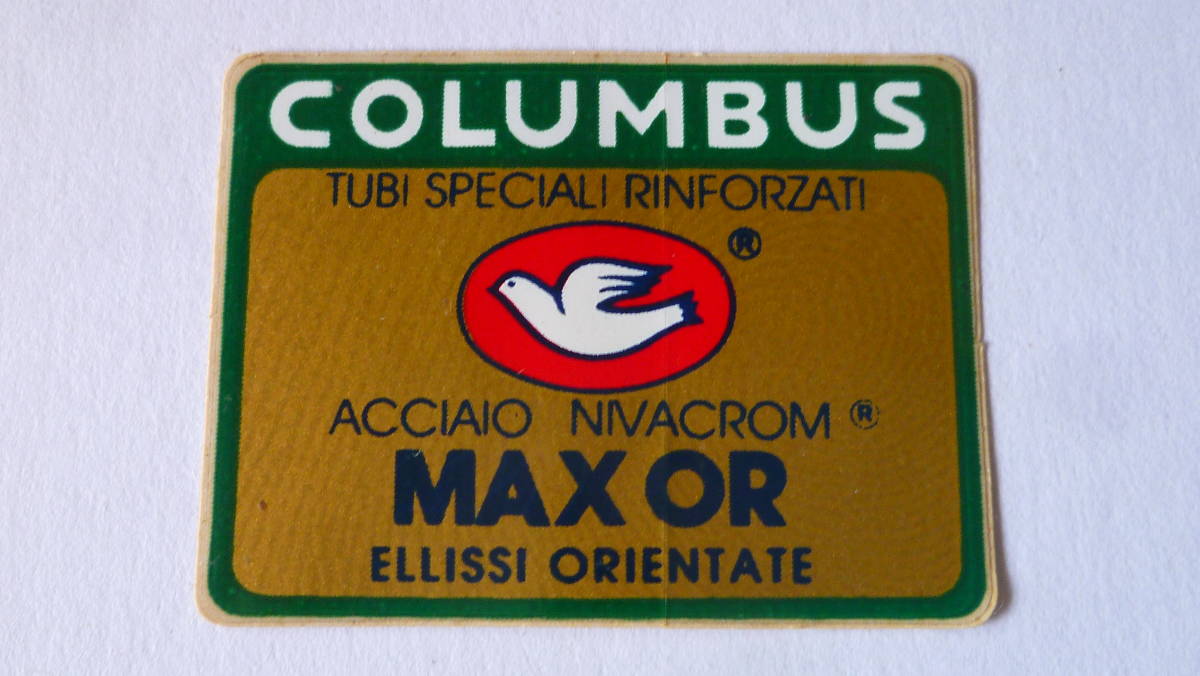 COLUMBUS
TUBI SPECIALI RINFORZATI
®
ACCIAIO NIVACROM ®
MAX OR
ELLISSI ORIENTATE